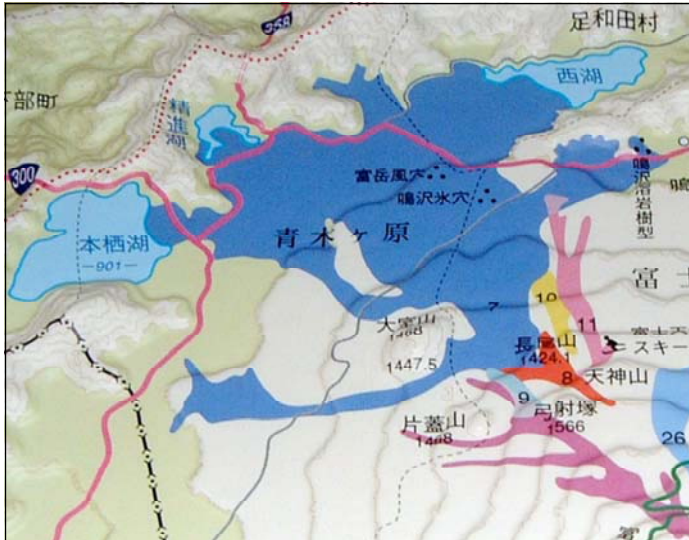 358
足和田村
西湖
下部町
精進湖
300
富岳風穴
鳴沢氷穴
鳴沢溶岩樹型
鳴
本栖湖
901
青木ヶ原
富士
7
10
11
大室山
1468
1447.5
長尾山
1424.1
スキー
8
天神山
9
弓射塚
1566
片蓋山
1468
26